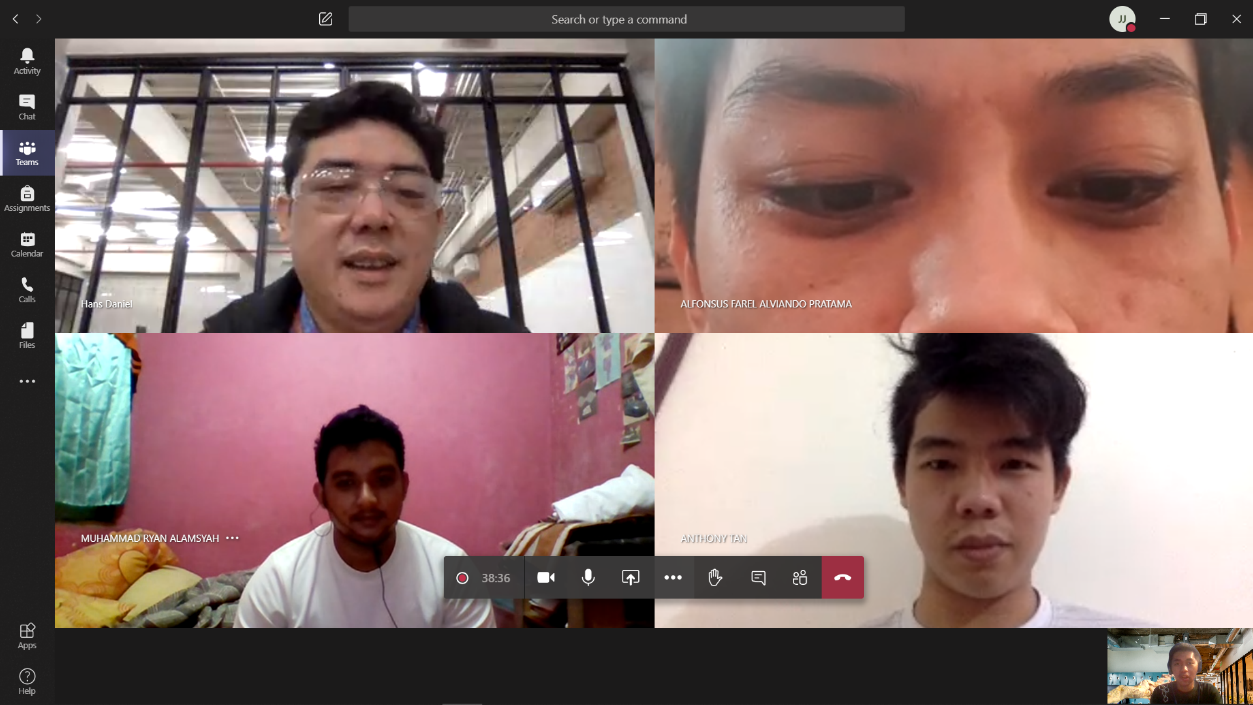 Search or type a command
JJ
Activity
Chat
Teams
Assignments
Calendar
Calls
Files
Apps
Help
Hans Daniel
ALFONSUS FAREL ALVIANDO PRATAMA
MUHAMMAD RYAN ALAMSYAH
ANTHONY TAN
38:36